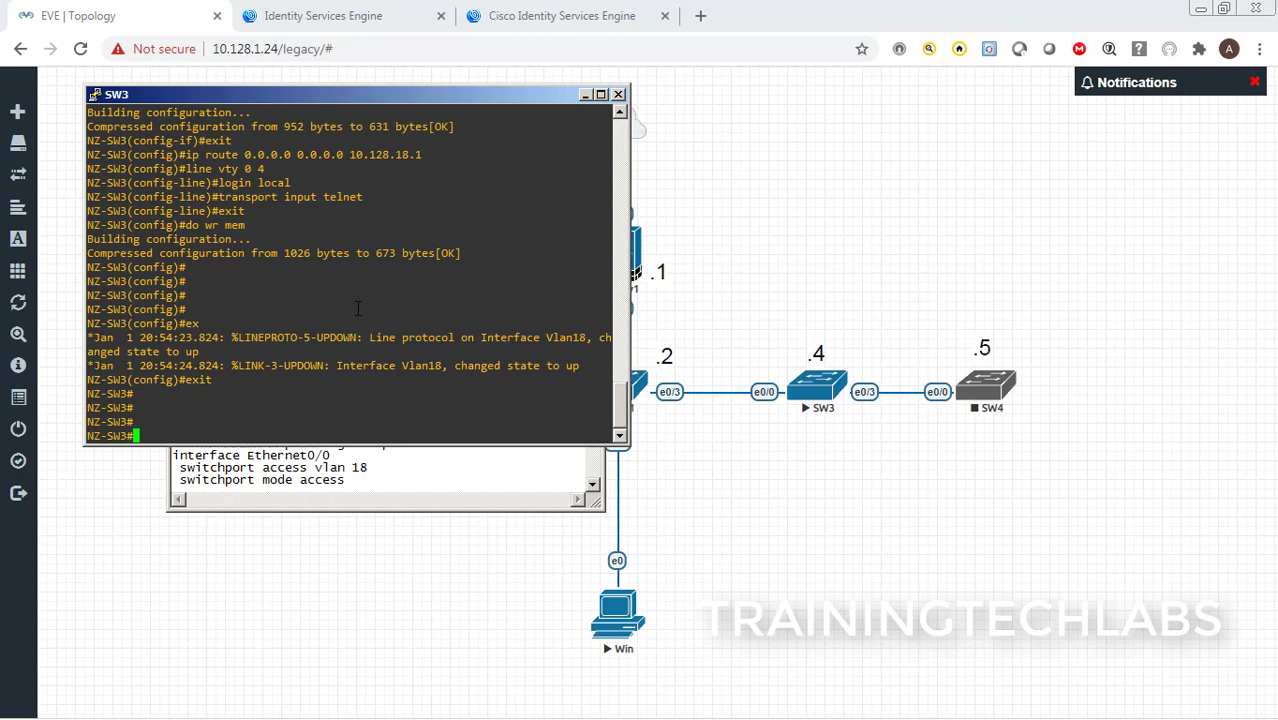 EVE | Topology
Identity Services Engine
Cisco Identity Services Engine
Not secure
10.128.1.24/legacy/#
A
Notifications
SW3
Building configuration...
Compressed configuration from 952 bytes to 631 bytes[OK]
NZ-SW3(config-if)#exit
NZ-SW3(config)#ip route 0.0.0.0 0.0.0.0 10.128.18.1
NZ-SW3(config)#line vty 0 4
NZ-SW3(config-line)#login local
NZ-SW3(config-line)#transport input telnet
NZ-SW3(config-line)#exit
NZ-SW3(config)#do wr mem
Building configuration...
Compressed configuration from 1026 bytes to 673 bytes[OK]
NZ-SW3(config)#
NZ-SW3(config)#
NZ-SW3(config)#
NZ-SW3(config)#
NZ-SW3(config)#ex
*Jan  1 20:54:23.824: %LINEPROTO-5-UPDOWN: Line protocol on Interface Vlan18, ch
anged state to up
*Jan  1 20:54:24.824: %LINK-3-UPDOWN: Interface Vlan18, changed state to up
NZ-SW3(config)#exit
NZ-SW3#
NZ-SW3#
NZ-SW3#
NZ-SW3#
interface Ethernet0/0
switchport access vlan 18
switchport mode access
.1
.2
.4
.5
e0/3
e0/0
e0/3
e0/0
SW3
SW4
e0
Win
TRAININGTECHLABS